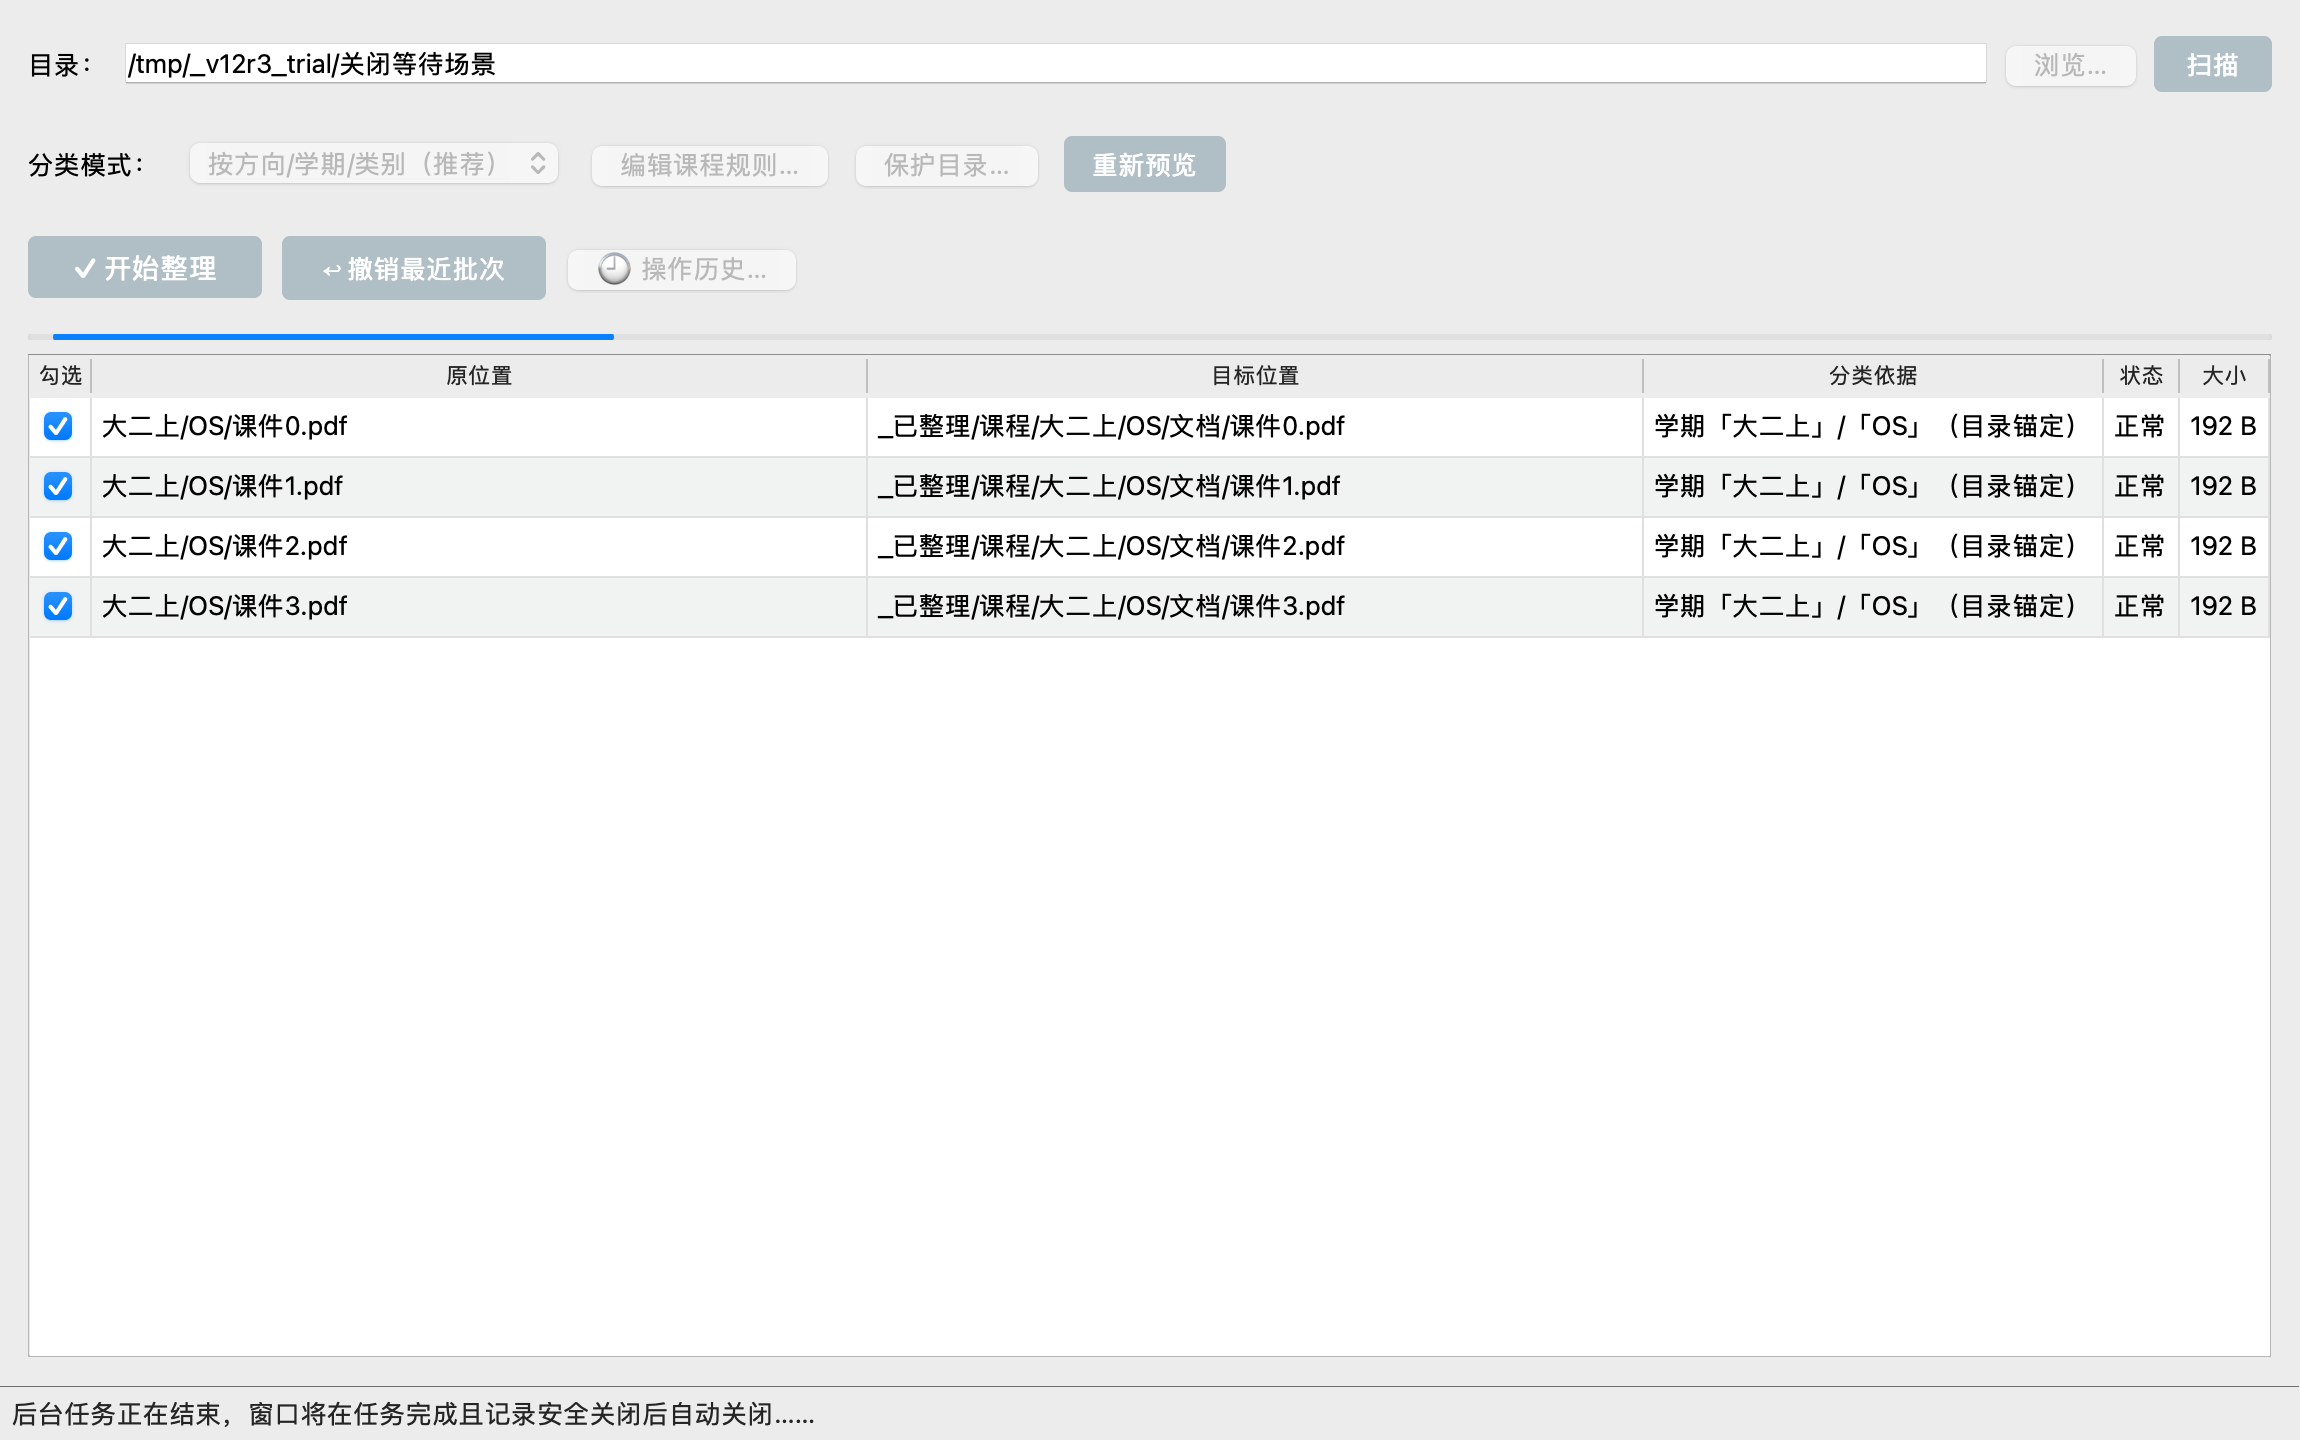 目录： /tmp/_v12r3_trial/关闭等待场景 浏览... 扫描
分类模式： 按方向/学期/类别（推荐） 编辑课程规则... 保护目录... 重新预览
✓ 开始整理 ↩ 撤销最近批次 🕘 操作历史...
勾选 原位置 目标位置 分类依据 状态 大小
大二上/OS/课件0.pdf _已整理/课程/大二上/OS/文档/课件0.pdf 学期「大二上」/「OS」（目录锚定） 正常 192 B
大二上/OS/课件1.pdf _已整理/课程/大二上/OS/文档/课件1.pdf 学期「大二上」/「OS」（目录锚定） 正常 192 B
大二上/OS/课件2.pdf _已整理/课程/大二上/OS/文档/课件2.pdf 学期「大二上」/「OS」（目录锚定） 正常 192 B
大二上/OS/课件3.pdf _已整理/课程/大二上/OS/文档/课件3.pdf 学期「大二上」/「OS」（目录锚定） 正常 192 B
后台任务正在结束，窗口将在任务完成且记录安全关闭后自动关闭……